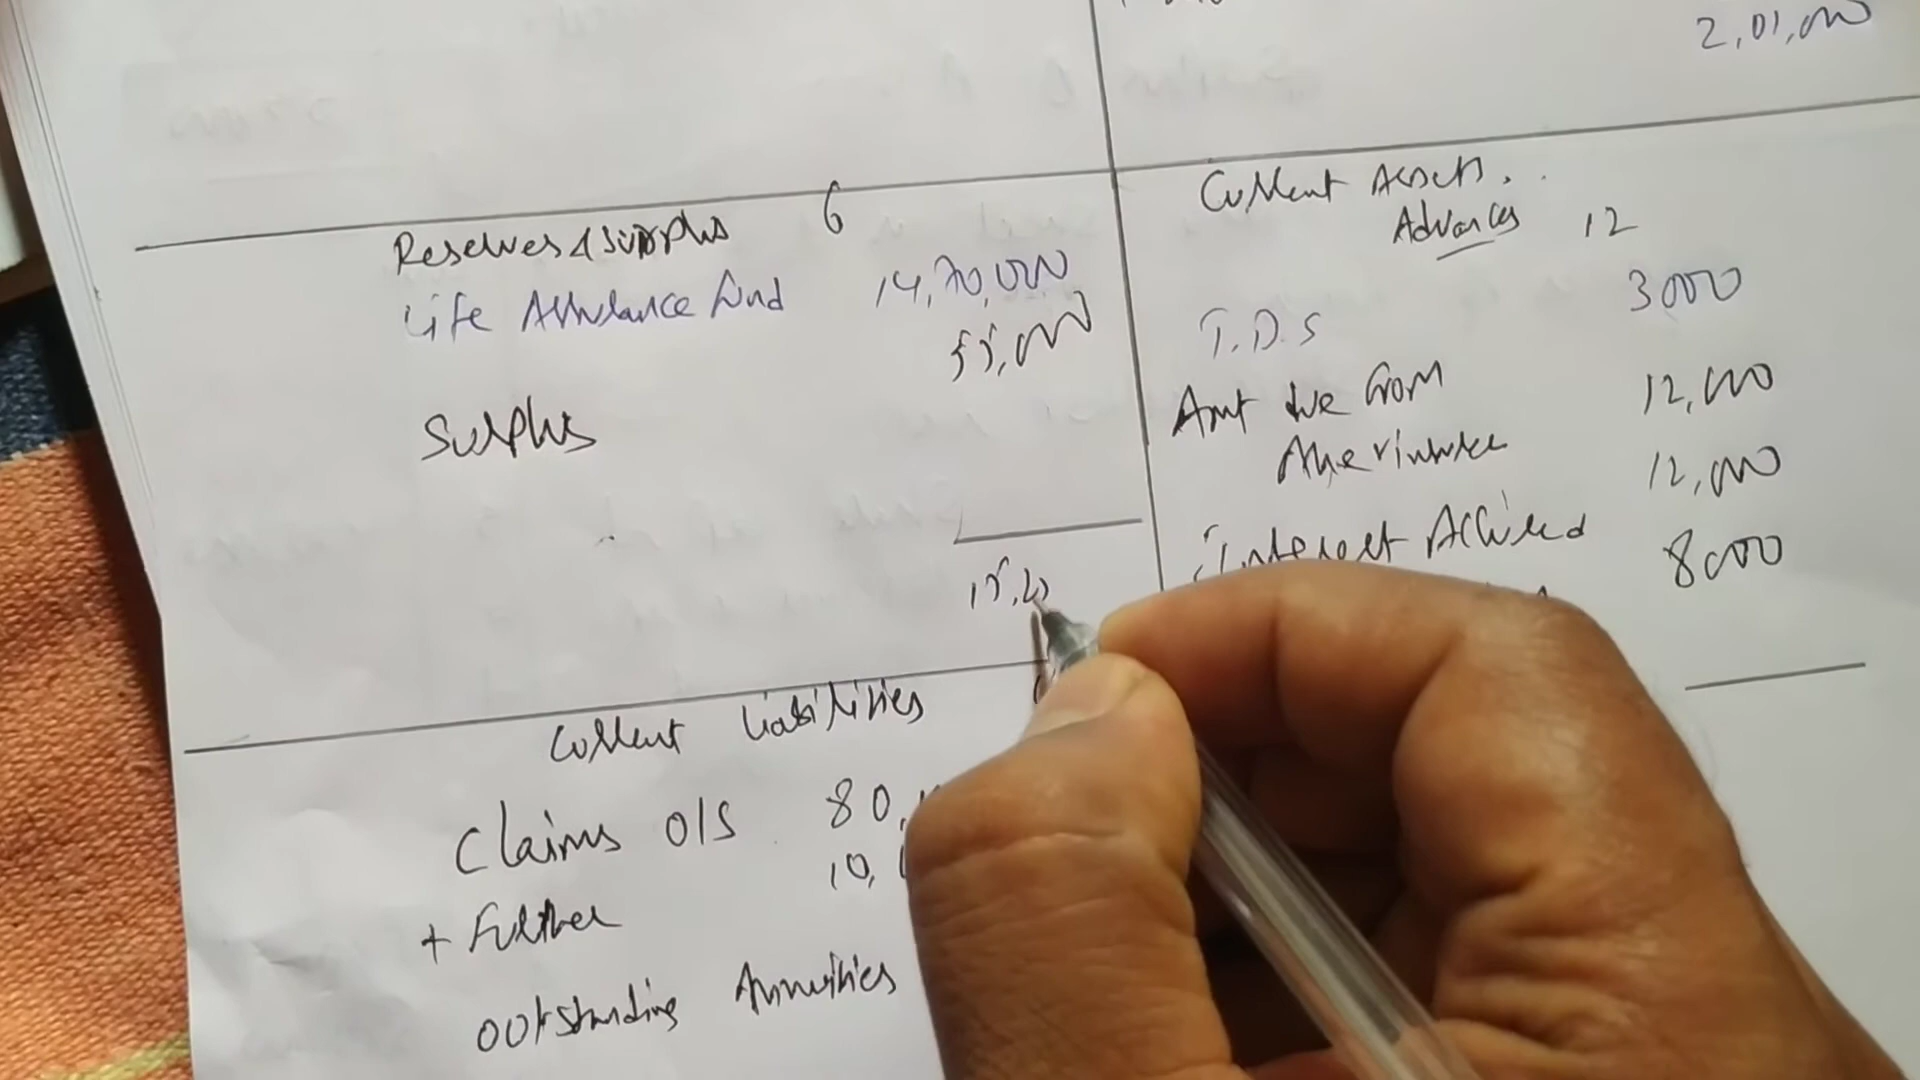 2,01,000
Reserves & Surplus 6
Life Assurance fund 14,70,000
55,000
Surplus
15,2
Current Liabilities
Claims O/S 80,
+ Further 10,
outstanding Annuities
Current Assets.
Advances 12
T.D.S 3000
Amt due from 12,000
12,000
Interest Accrued
8000